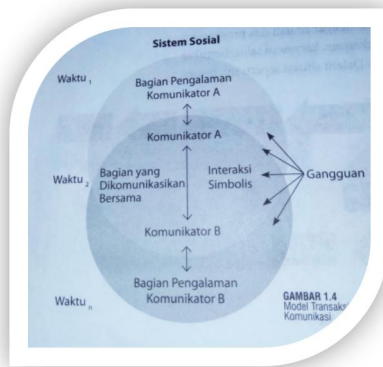 Sistem Sosial
Waktu 1
Bagian Pengalaman
Komunikator A
Komunikator A
Waktu 2
Bagian yang
Dikomunikasikan
Bersama
Interaksi
Simbolis
Gangguan
Komunikator B
Bagian Pengalaman
Komunikator B
Waktu n
GAMBAR 1.4
Model Transak
Komunikasi